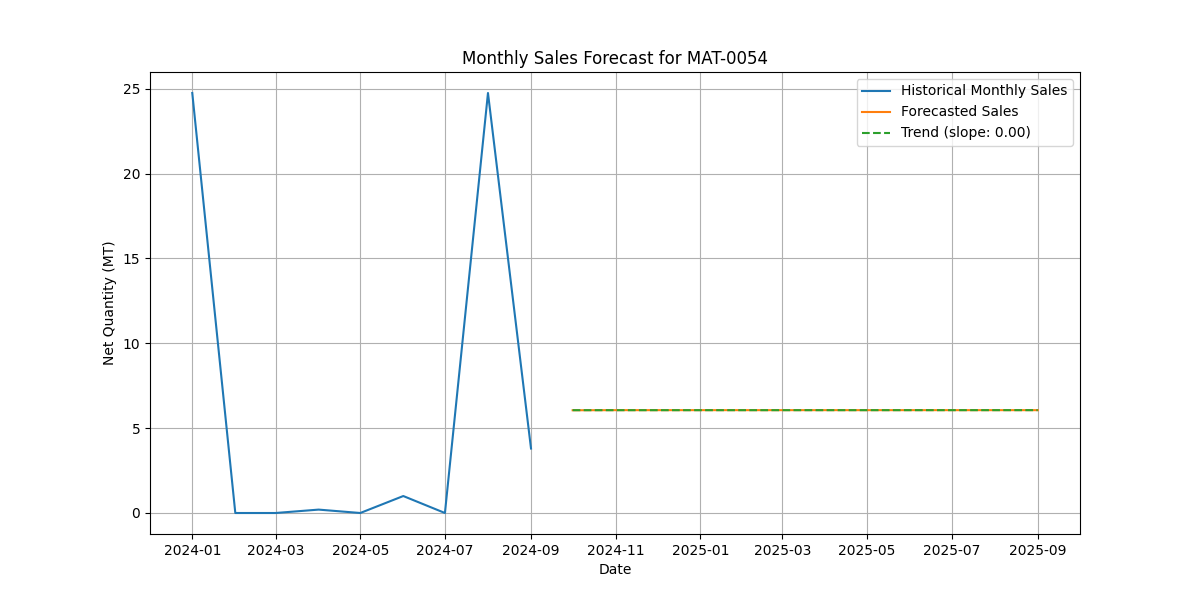 Monthly Sales Forecast for MAT-0054
Historical Monthly Sales
Forecasted Sales
Trend (slope: 0.00)
Net Quantity (MT)
25
20
15
10
5
0
2024-01 2024-03 2024-05 2024-07 2024-09 2024-11 2025-01 2025-03 2025-05 2025-07 2025-09
Date